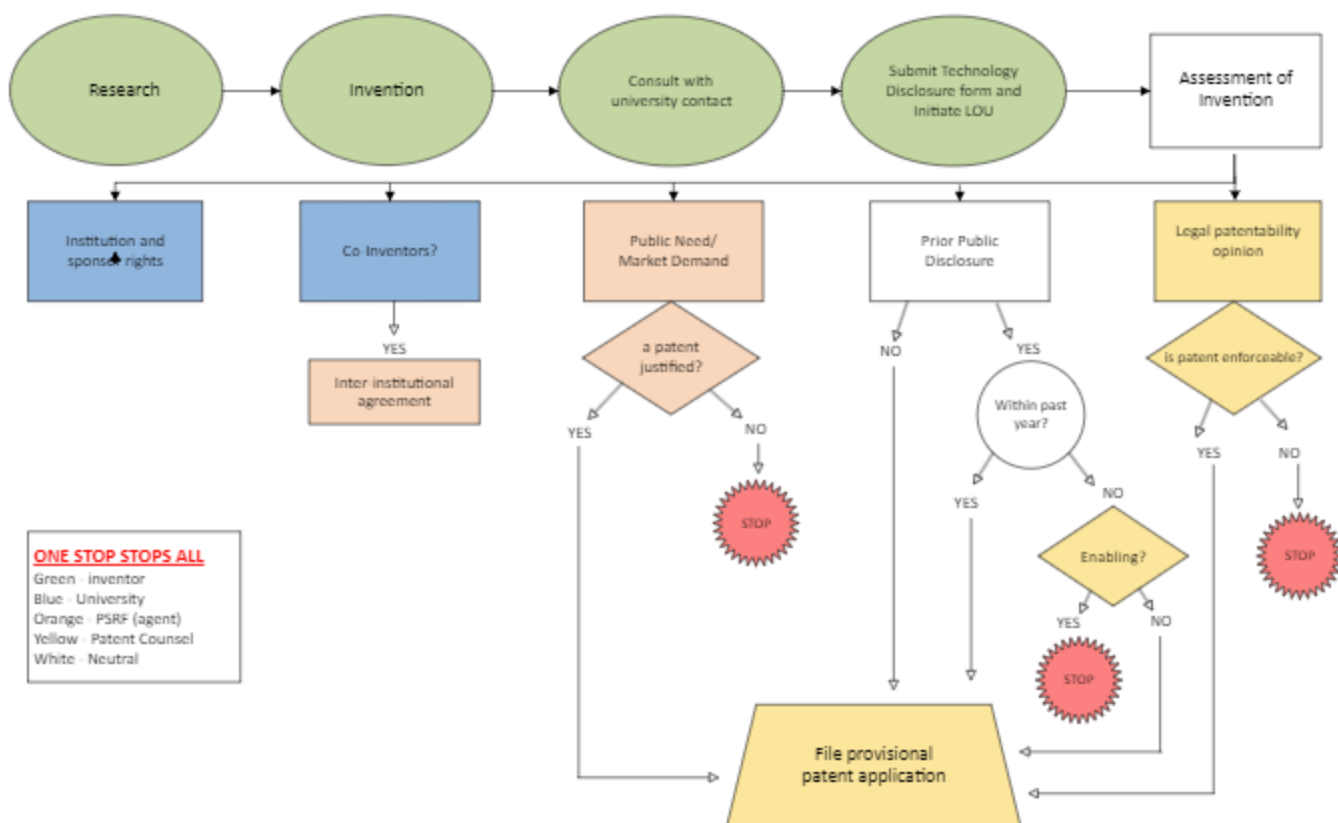 Research
Invention
Consult with
university contact
Submit Technology
Disclosure form and
Initiate LOU
Assessment of
Invention
Institution and
sponsor rights
Co-Inventors?
Public Need/
Market Demand
Prior Public
Disclosure
Legal patentability
opinion
YES
Inter-institutional
agreement
a patent
justified?
NO
YES
is patent enforceable?
Within past
year?
YES
NO
YES
NO
YES
NO
STOP
STOP
Enabling?
YES
NO
STOP
ONE STOP STOPS ALL
Green - inventor
Blue - University
Orange - PSRF (agent)
Yellow - Patent Counsel
White - Neutral
File provisional
patent application